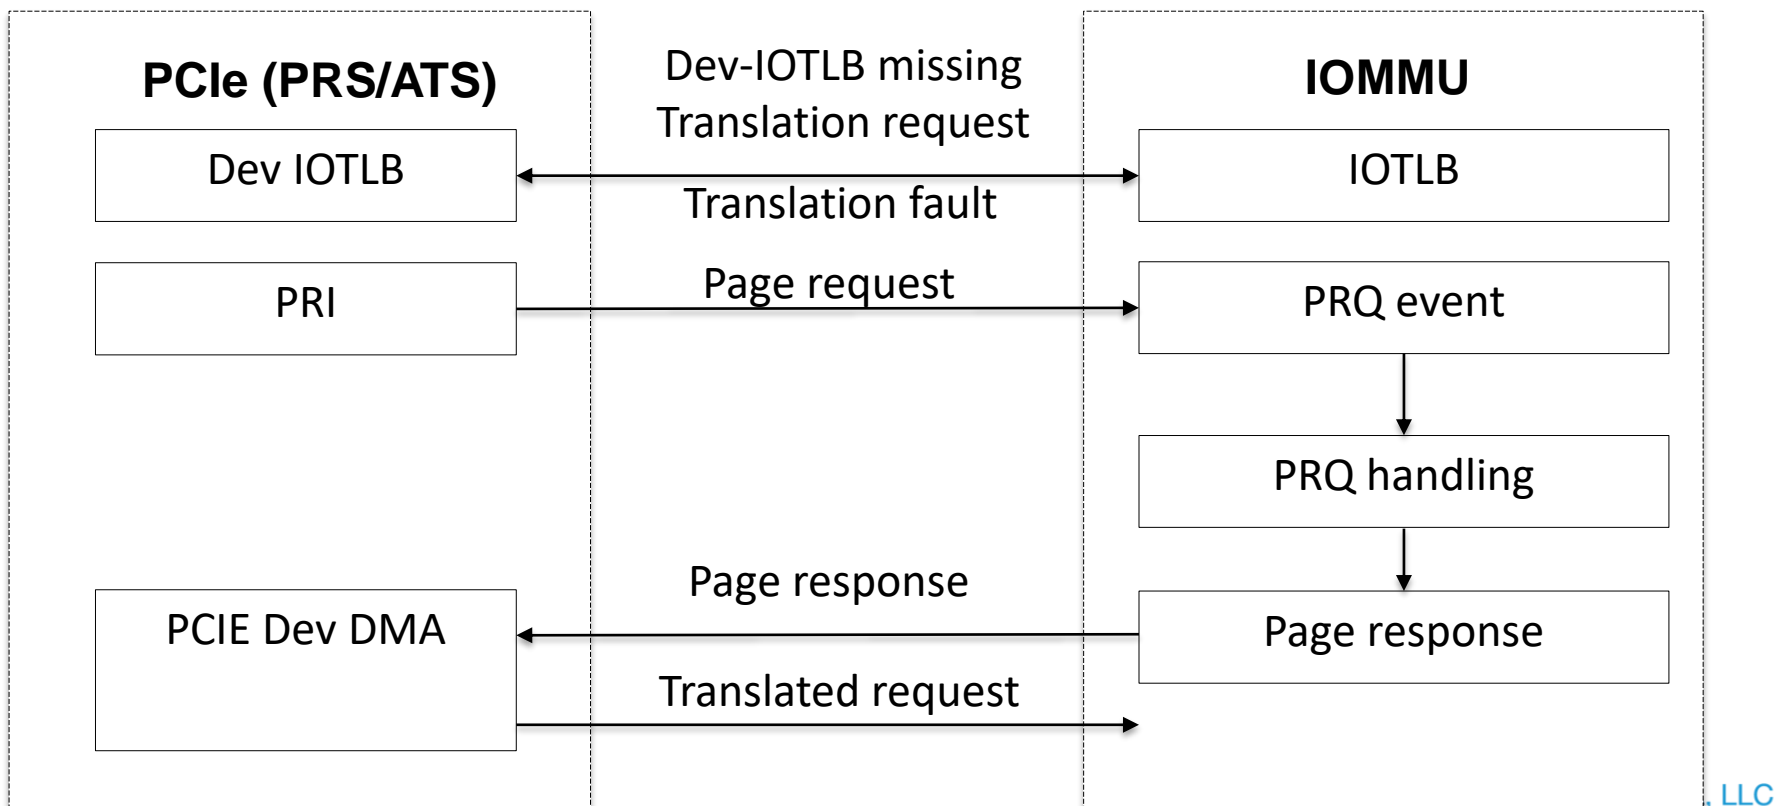 PCIe (PRS/ATS)
Dev-IOTLB missing
Translation request
IOMMU
Dev IOTLB
IOTLB
Translation fault
PRI
Page request
PRQ event
PRQ handling
Page response
PCIE Dev DMA
Page response
Translated request
, LLC